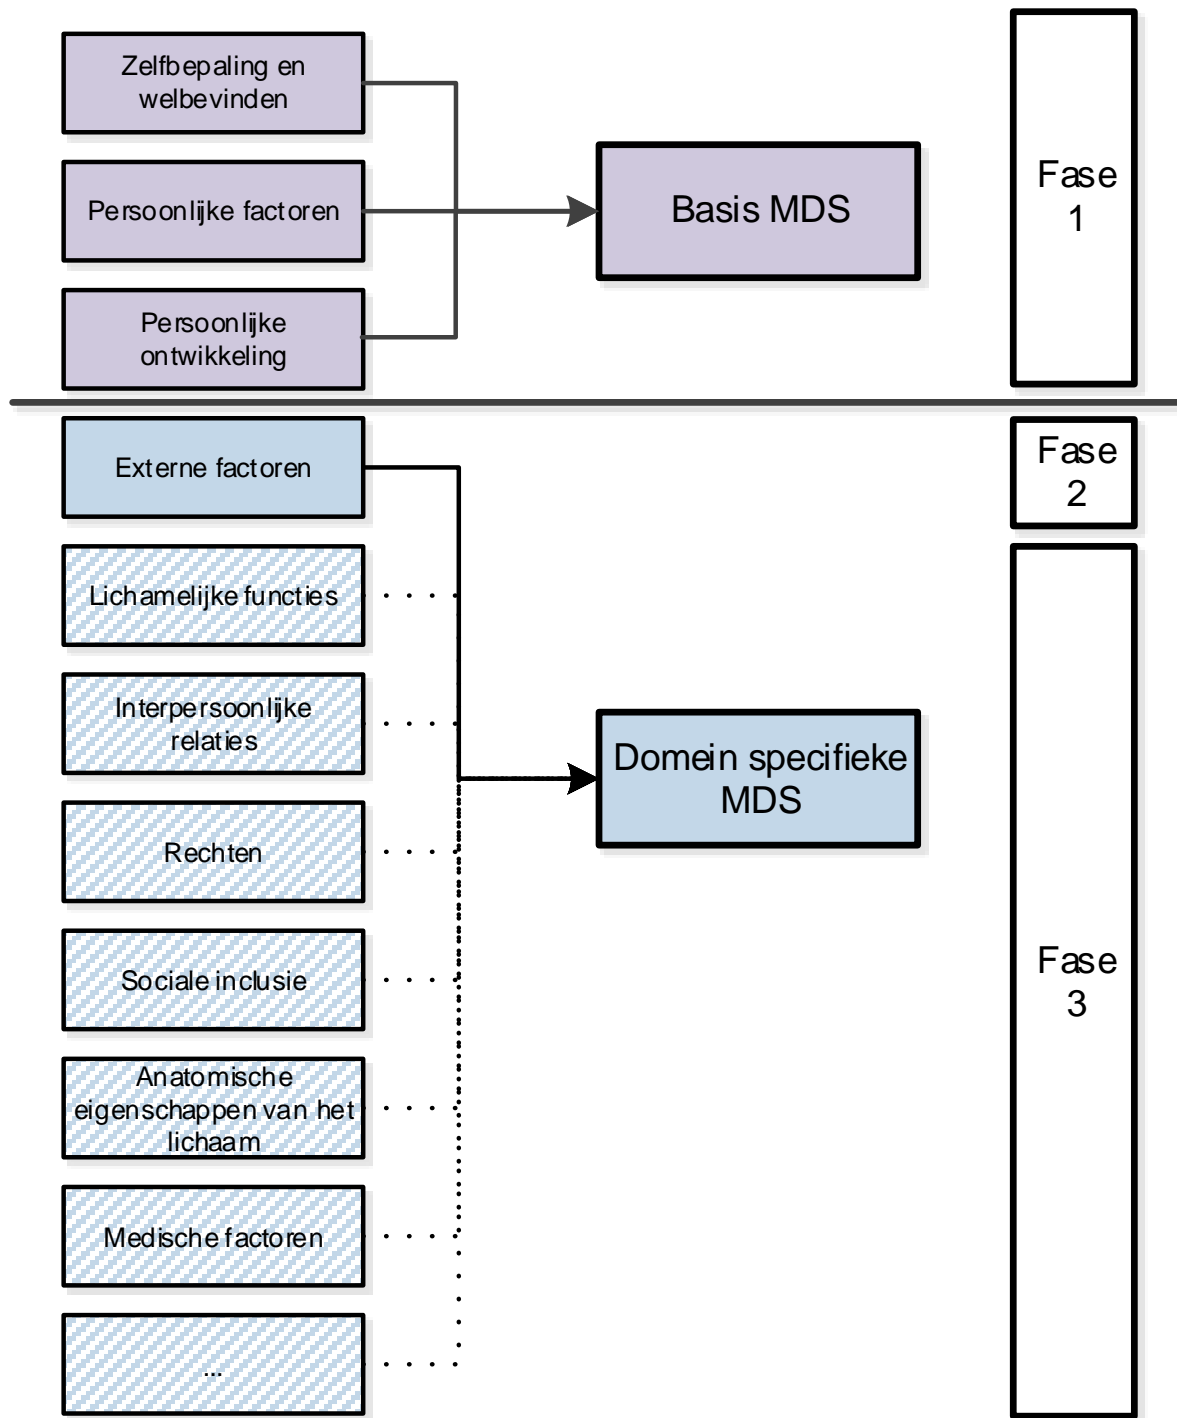 Zelfbepaling en
welbevinden
Persoonlijke factoren
Persoonlijke
ontwikkeling
Basis MDS
Fase
1
Externe factoren
Fase
2
Lichamelijke functies
Interpersoonlijke
relaties
Rechten
Sociale inclusie
Anatomische
eigenschappen van het
lichaam
Medische factoren
...
Domein specifieke
MDS
Fase
3